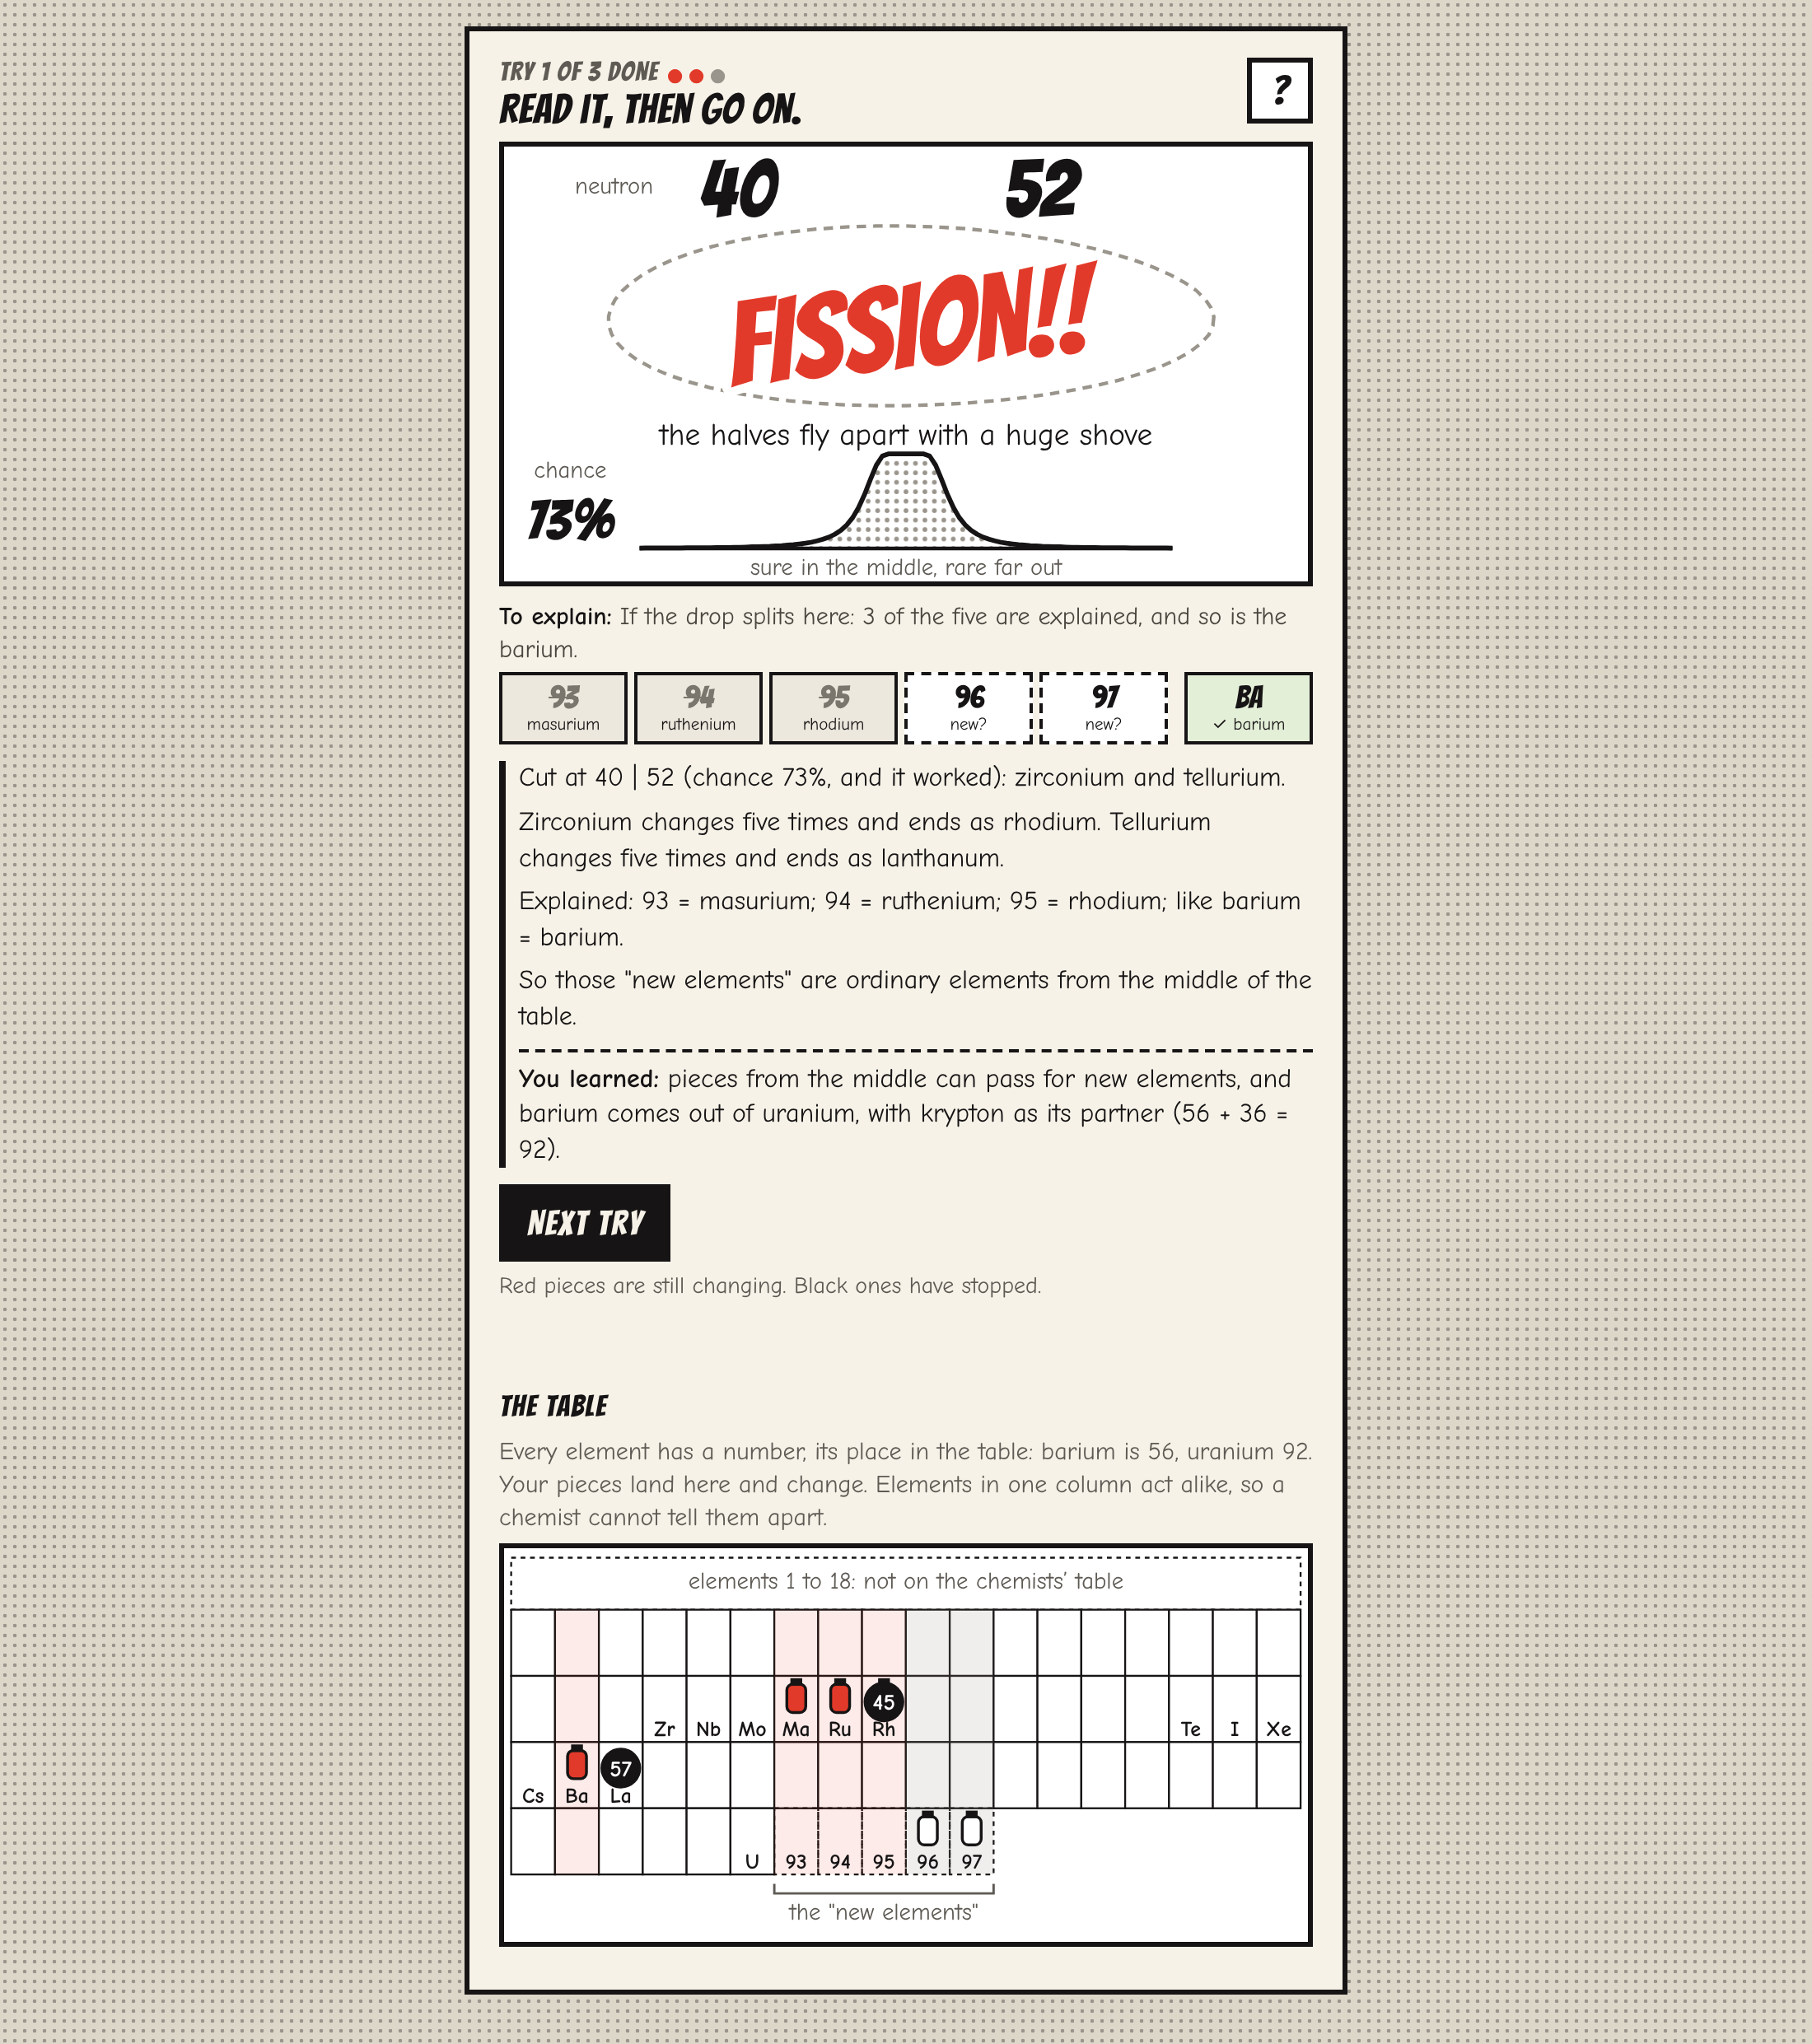 TRY 1 OF 3 DONE
READ IT, THEN GO ON.
?
neutron
40
52
FISSION!!
the halves fly apart with a huge shove
chance
73%
sure in the middle, rare far out
To explain: If the drop splits here: 3 of the five are explained, and so is the
barium.
93
masurium
94
ruthenium
95
rhodium
96
new?
97
new?
BA
✓ barium
Cut at 40 | 52 (chance 73%, and it worked): zirconium and tellurium.
Zirconium changes five times and ends as rhodium. Tellurium
changes five times and ends as lanthanum.
Explained: 93 = masurium; 94 = ruthenium; 95 = rhodium; like barium
= barium.
So those "new elements" are ordinary elements from the middle of the
table.
You learned: pieces from the middle can pass for new elements, and
barium comes out of uranium, with krypton as its partner (56 + 36 =
92).
NEXT TRY
Red pieces are still changing. Black ones have stopped.
THE TABLE
Every element has a number, its place in the table: barium is 56, uranium 92.
Your pieces land here and change. Elements in one column act alike, so a
chemist cannot tell them apart.
elements 1 to 18: not on the chemists' table
45
Zr Nb Mo Ma Ru Rh Te I Xe
57
Cs Ba La
U 93 94 95 96 97
the "new elements"